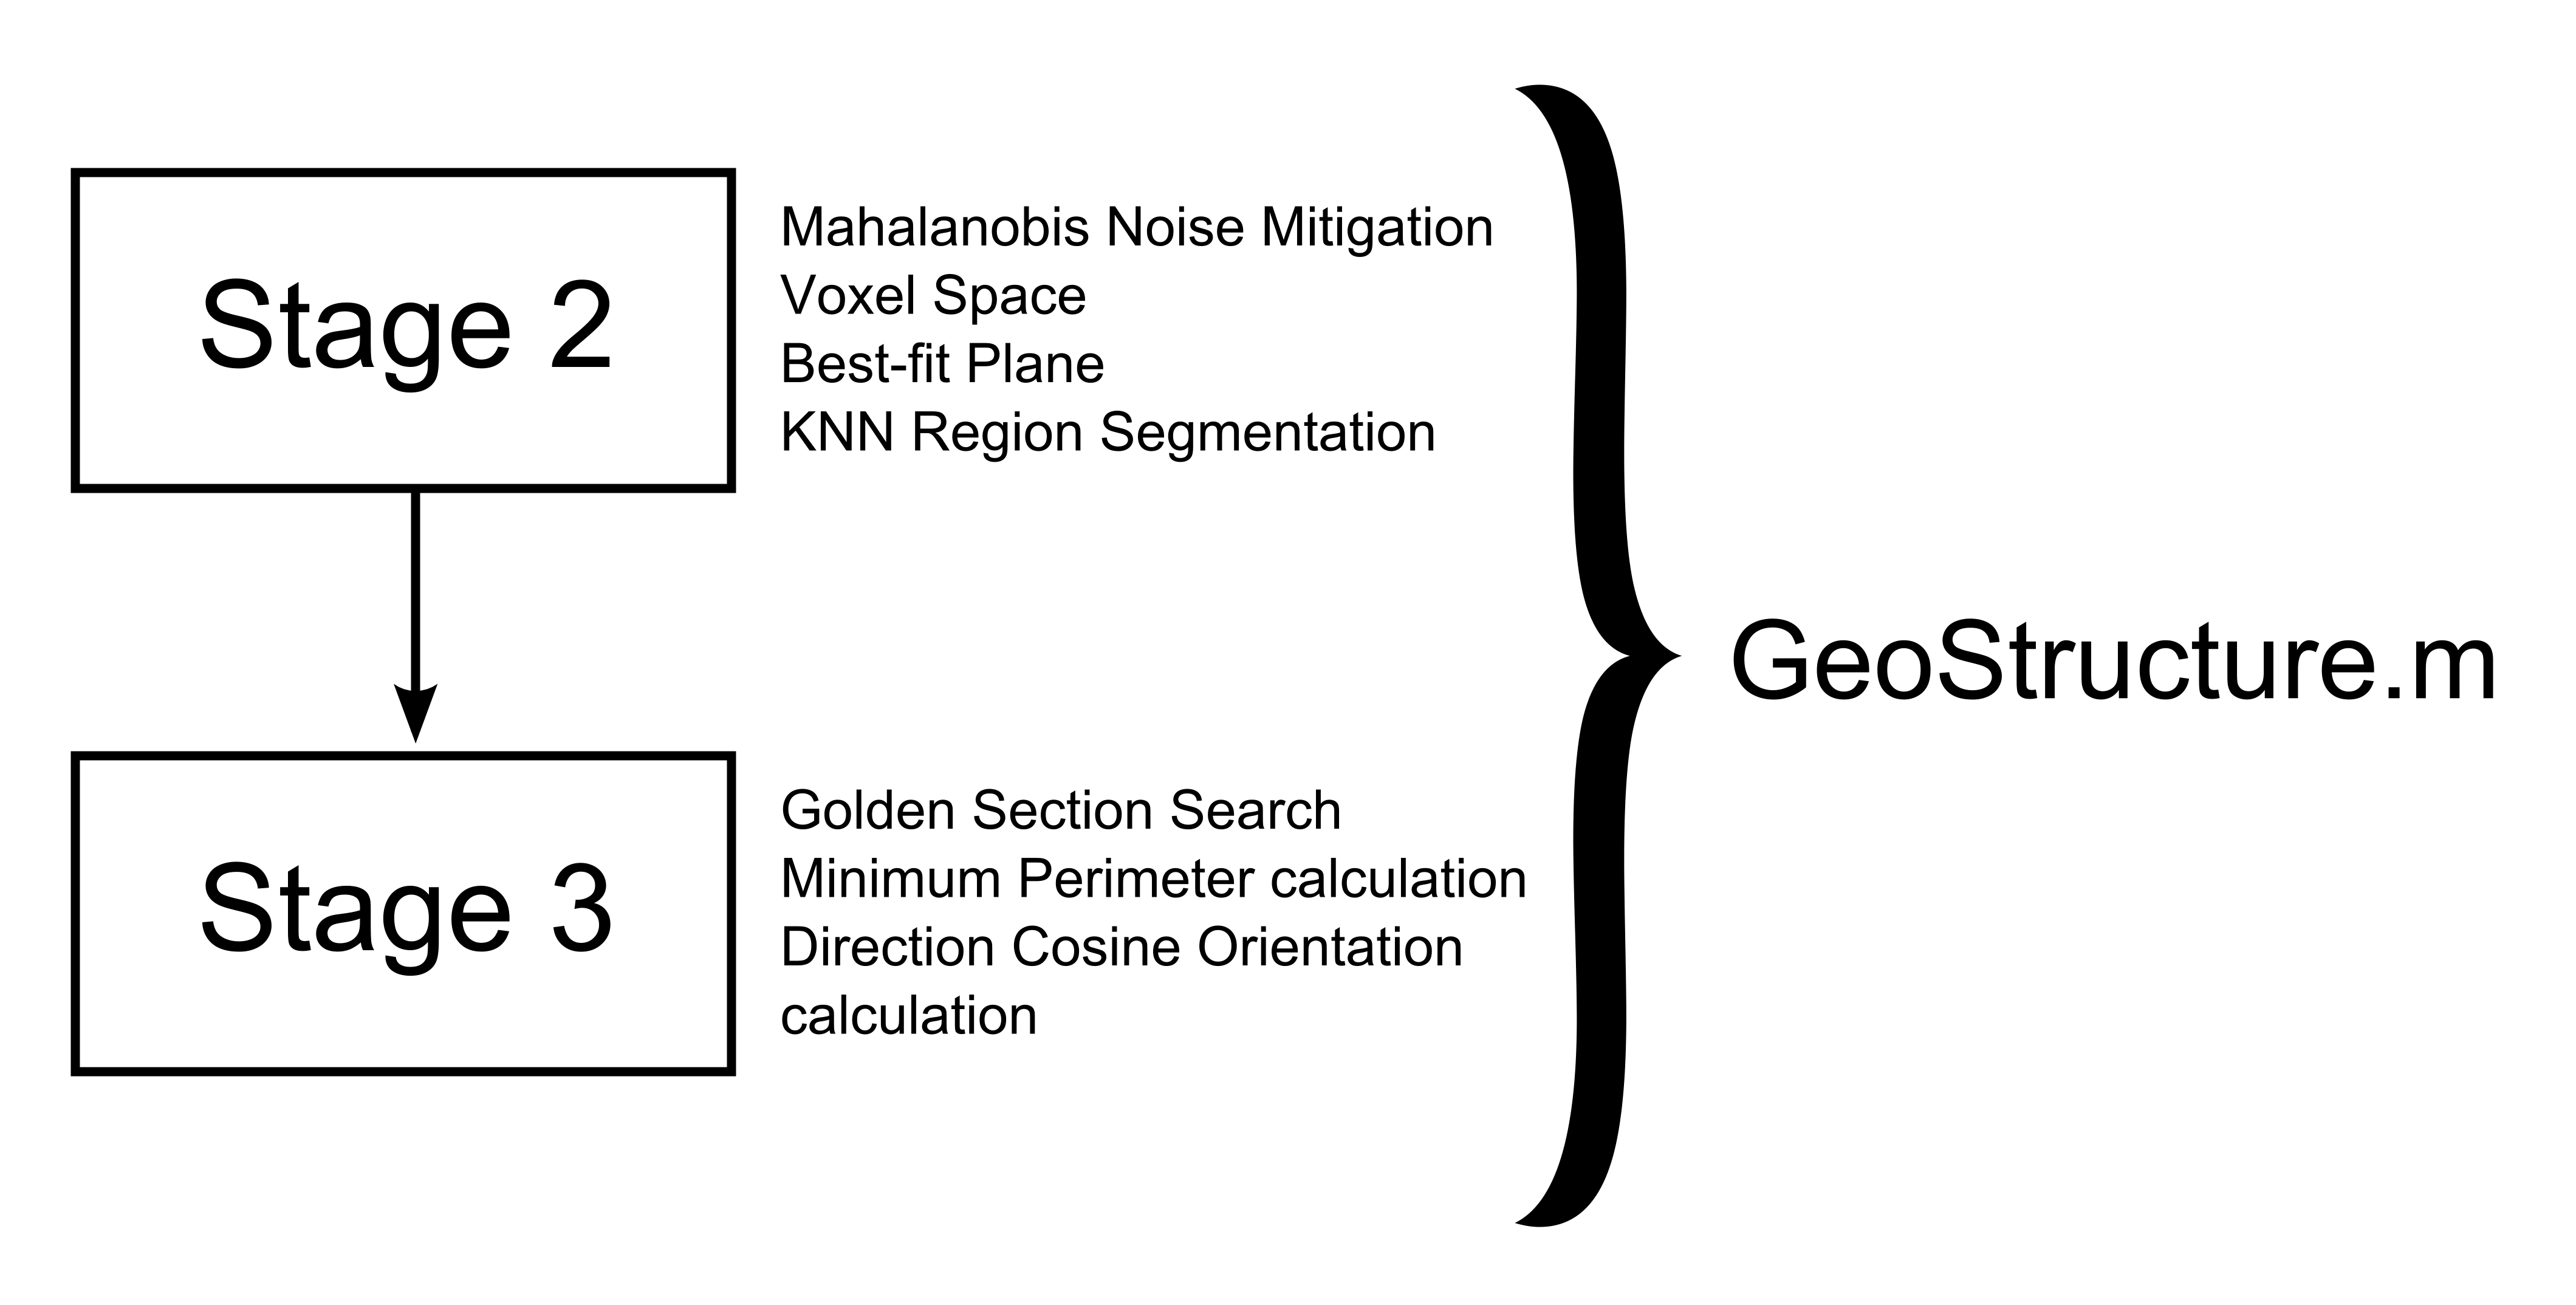 Stage 2
Mahalanobis Noise Mitigation
Voxel Space
Best-fit Plane
KNN Region Segmentation
Stage 3
Golden Section Search
Minimum Perimeter calculation
Direction Cosine Orientation
calculation
GeoStructure.m